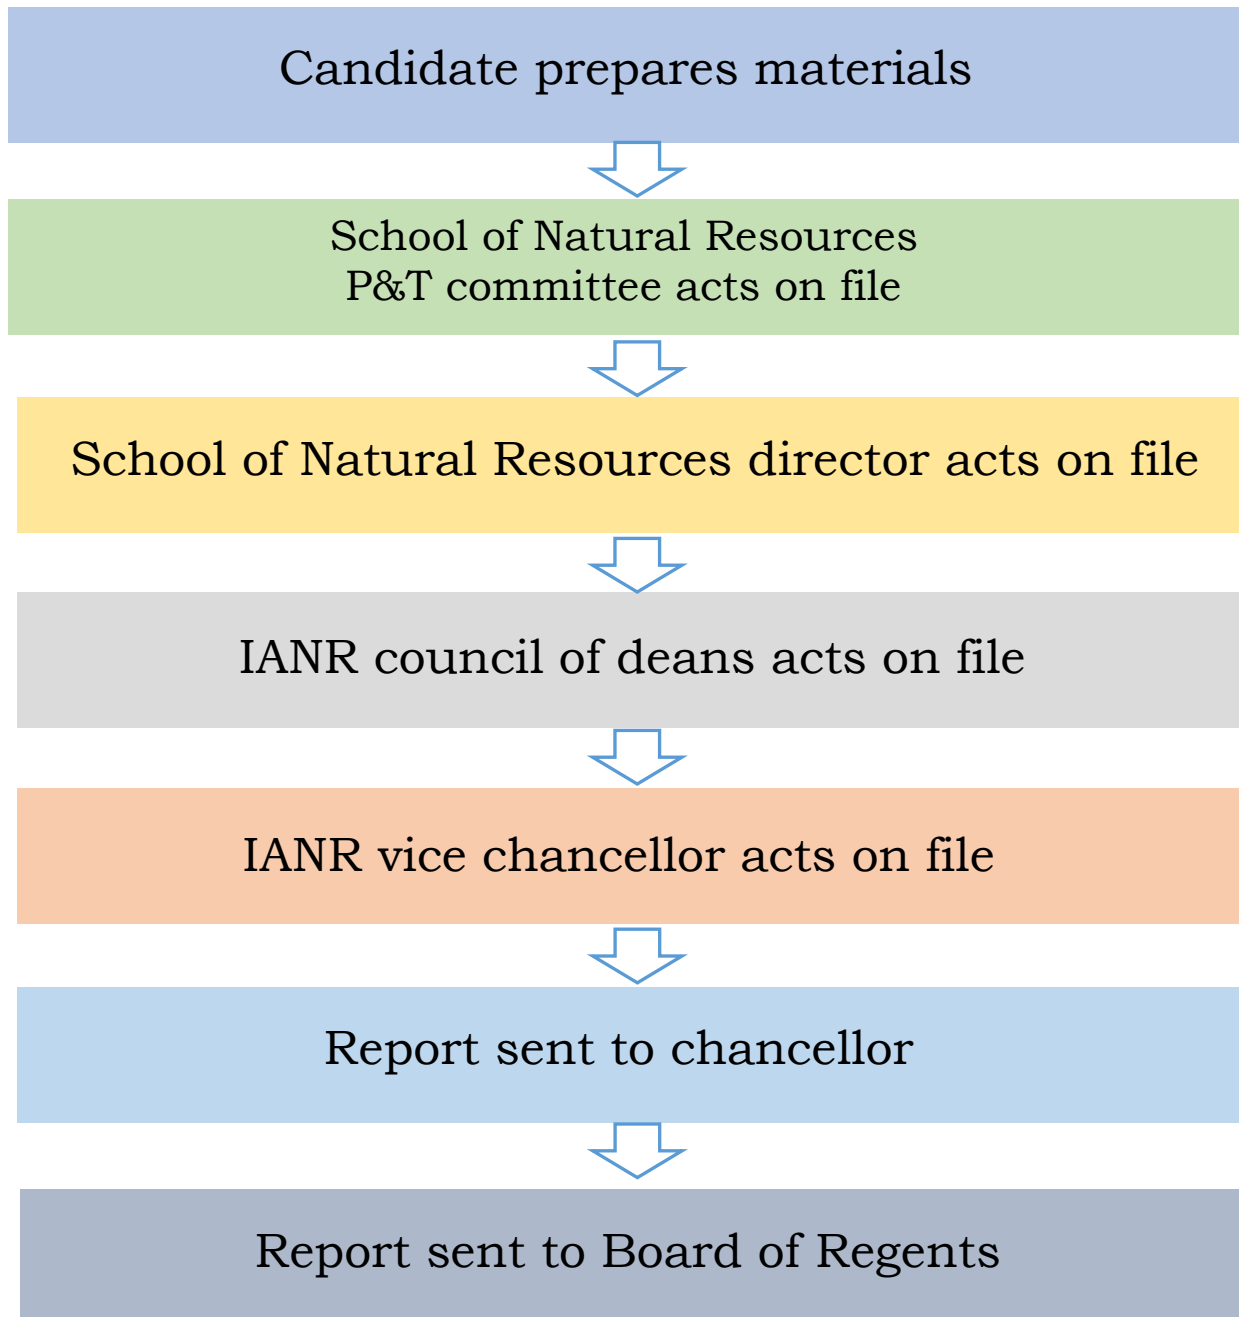 Candidate prepares materials
School of Natural Resources
P&T committee acts on file
School of Natural Resources director acts on file
IANR council of deans acts on file
IANR vice chancellor acts on file
Report sent to chancellor
Report sent to Board of Regents